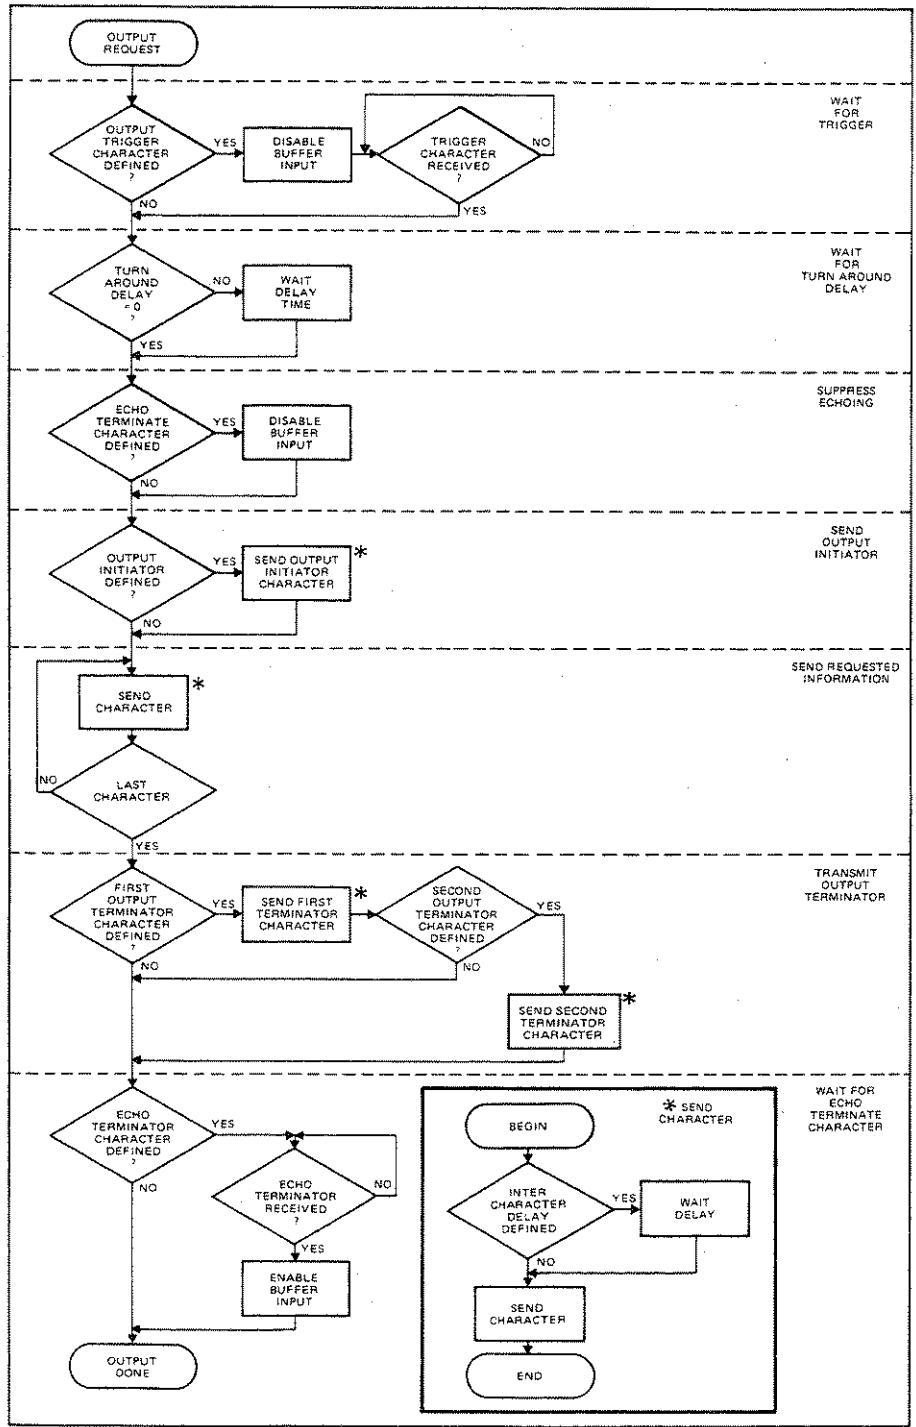 OUTPUT
REQUEST
WAIT
FOR
TRIGGER
OUTPUT
TRIGGER
CHARACTER
DEFINED
?
YES
DISABLE
BUFFER
INPUT
TRIGGER
CHARACTER
RECEIVED
?
NO
NO
YES
WAIT
FOR
TURN AROUND
DELAY
TURN
AROUND
DELAY
= 0
?
NO
WAIT
DELAY
TIME
YES
SUPPRESS
ECHOING
ECHO
TERMINATE
CHARACTER
DEFINED
?
YES
DISABLE
BUFFER
INPUT
NO
SEND
OUTPUT
INITIATOR
OUTPUT
INITIATOR
DEFINED
?
YES
SEND OUTPUT
INITIATOR
CHARACTER
*
NO
SEND REQUESTED
INFORMATION
SEND
CHARACTER
*
LAST
CHARACTER
NO
YES
TRANSMIT
OUTPUT
TERMINATOR
FIRST
OUTPUT
TERMINATOR
CHARACTER
DEFINED
?
YES
SEND FIRST
TERMINATOR
CHARACTER
*
SECOND
OUTPUT
TERMINATOR
CHARACTER
DEFINED
?
YES
NO
NO
SEND SECOND
TERMINATOR
CHARACTER
*
WAIT FOR
ECHO
TERMINATE
CHARACTER
ECHO
TERMINATOR
CHARACTER
DEFINED
?
YES
NO
ECHO
TERMINATOR
RECEIVED
?
NO
YES
ENABLE
BUFFER
INPUT
OUTPUT
DONE
* SEND
CHARACTER
BEGIN
INTER
CHARACTER
DELAY
DEFINED
YES
WAIT
DELAY
NO
SEND
CHARACTER
END